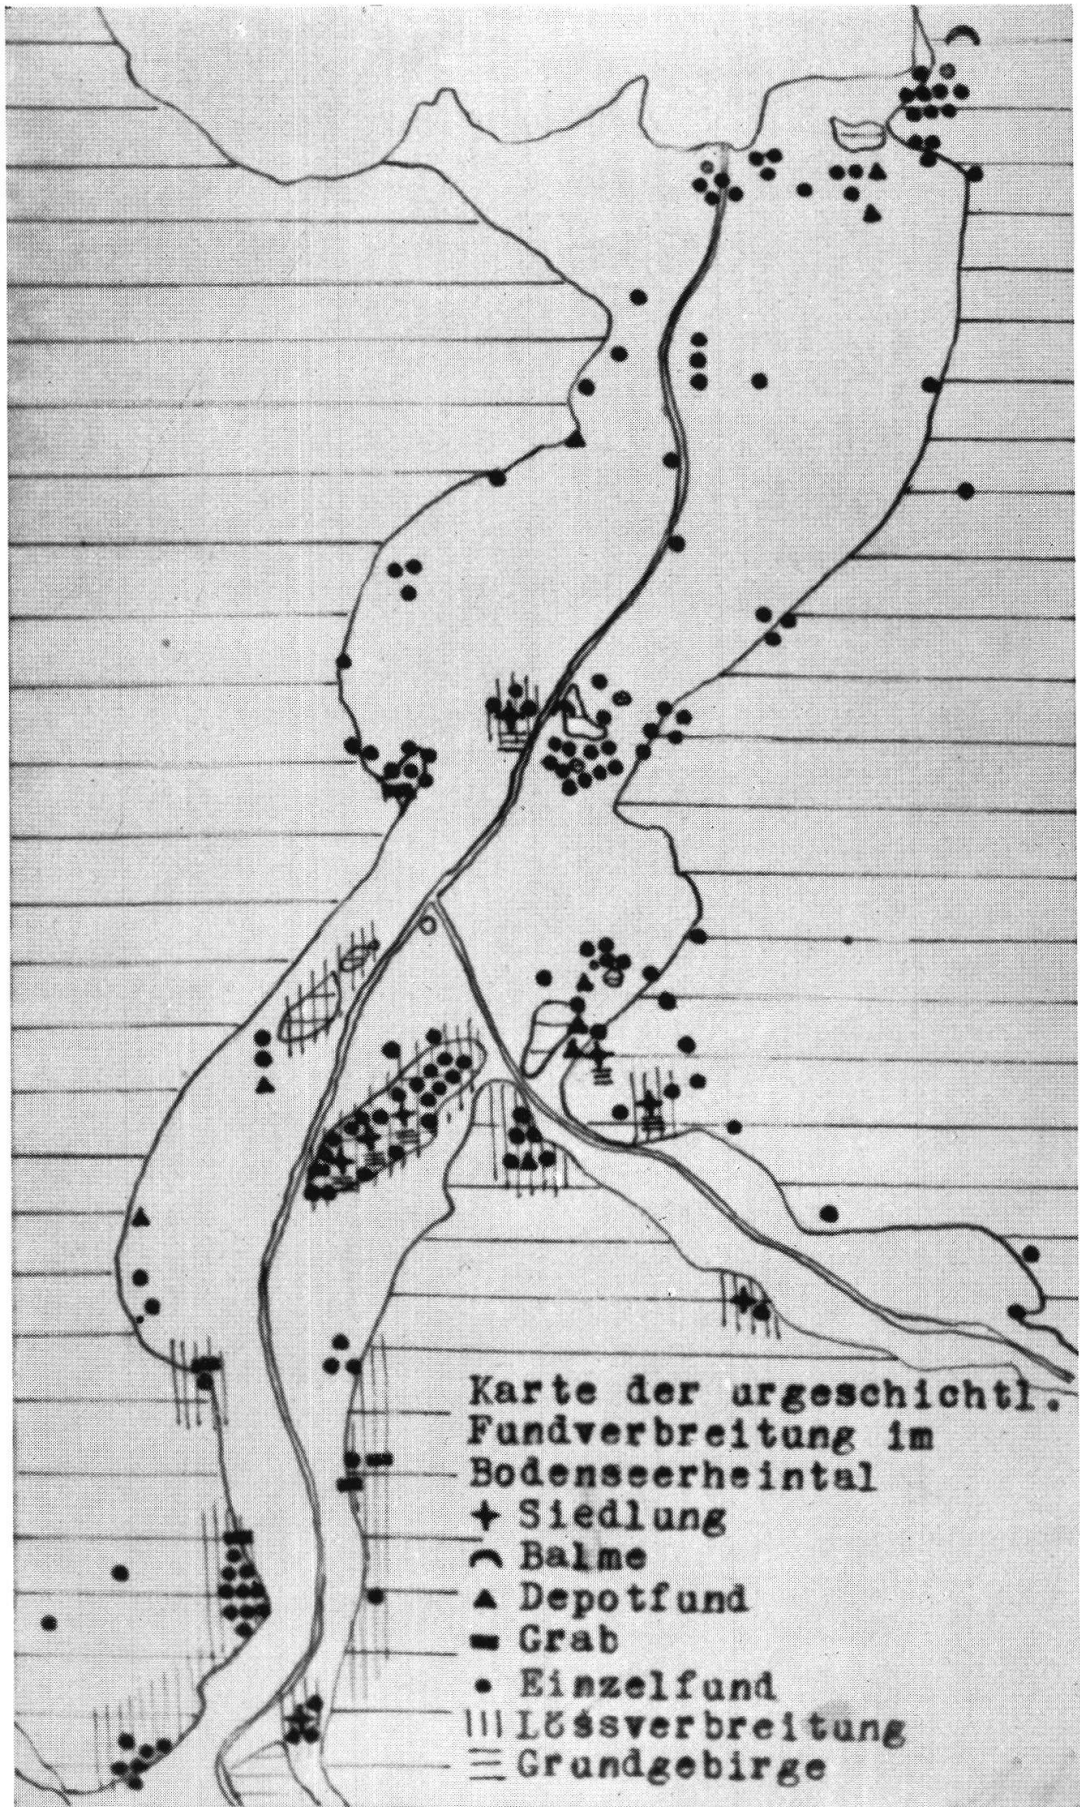 Karte der urgeschichtl.
Fundverbreitung im
Bodenseerheintal
Siedlung
Balme
Depotfund
Grab
Einzelfund
Lössverbreitung
Grundgebirge